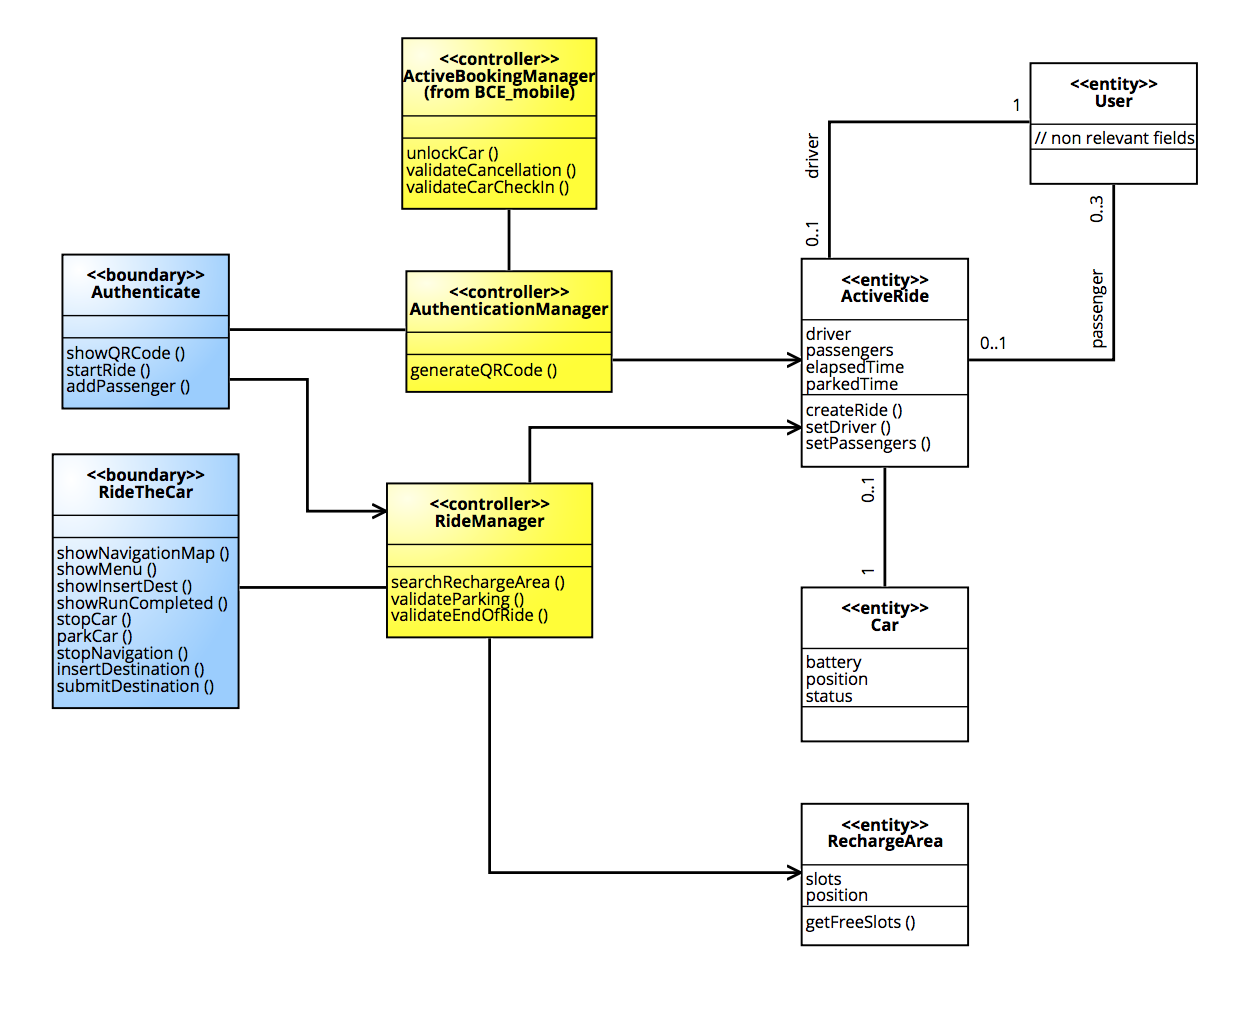 <<controller>>
ActiveBookingManager
(from BCE_mobile)
unlockCar ()
validateCancellation ()
validateCarCheckIn ()
<<entity>>
User
// non relevant fields
1
driver
0..1
0..3
passenger
0..1
<<boundary>>
Authenticate
showQRCode ()
startRide ()
addPassenger ()
<<controller>>
AuthenticationManager
generateQRCode ()
<<entity>>
ActiveRide
driver
passengers
elapsedTime
parkedTime
createRide ()
setDriver ()
setPassengers ()
<<boundary>>
RideTheCar
showNavigationMap ()
showMenu ()
showInsertDest ()
showRunCompleted ()
stopCar ()
parkCar ()
stopNavigation ()
insertDestination ()
submitDestination ()
<<controller>>
RideManager
searchRechargeArea ()
validateParking ()
validateEndOfRide ()
0..1
1
<<entity>>
Car
battery
position
status
<<entity>>
RechargeArea
slots
position
getFreeSlots ()